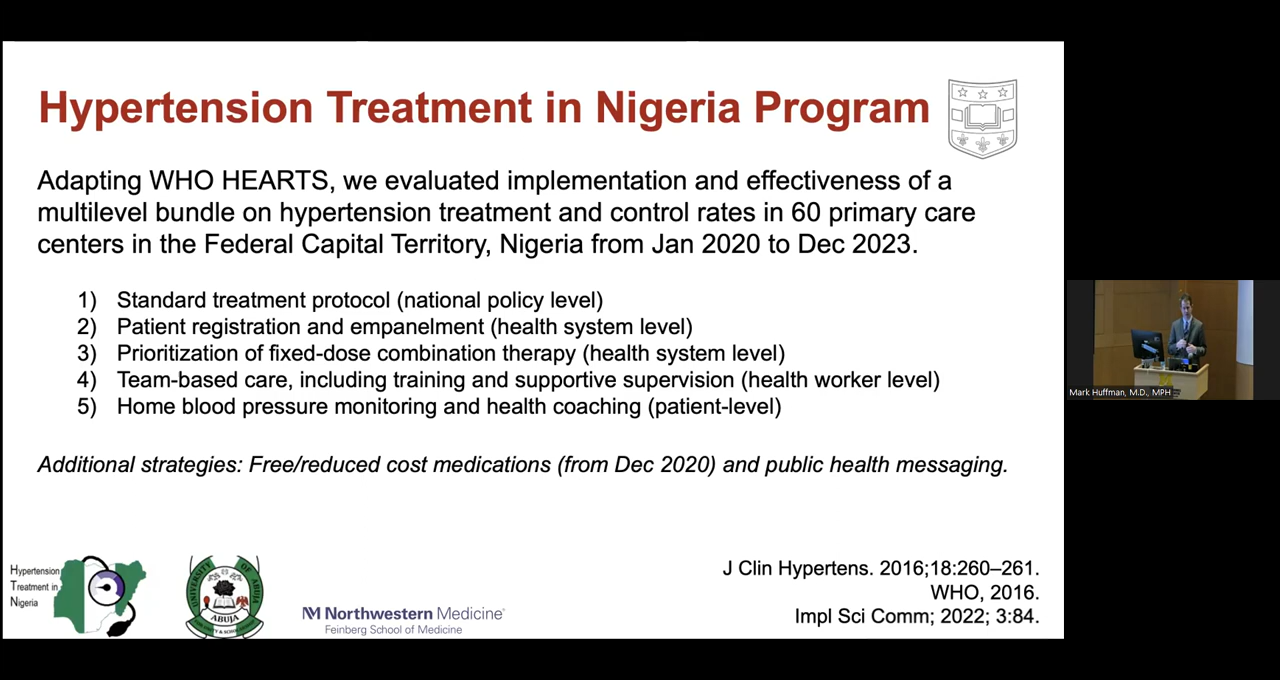 Hypertension Treatment in Nigeria Program
Adapting WHO HEARTS, we evaluated implementation and effectiveness of a
multilevel bundle on hypertension treatment and control rates in 60 primary care
centers in the Federal Capital Territory, Nigeria from Jan 2020 to Dec 2023.
1) Standard treatment protocol (national policy level)
2) Patient registration and empanelment (health system level)
3) Prioritization of fixed-dose combination therapy (health system level)
4) Team-based care, including training and supportive supervision (health worker level)
5) Home blood pressure monitoring and health coaching (patient-level)
Additional strategies: Free/reduced cost medications (from Dec 2020) and public health messaging.
Hypertension
Treatment in
Nigeria
UNIVERSITY OF ABUJA
ABUJA
Northwestern Medicine
Feinberg School of Medicine
J Clin Hypertens. 2016;18:260–261.
WHO, 2016.
Impl Sci Comm; 2022; 3:84.
Mark Huffman, M.D., MPH